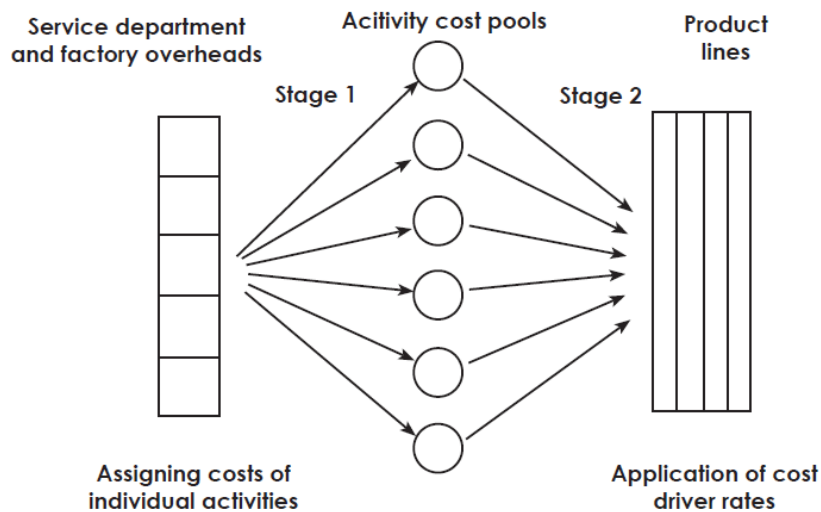 Service department
and factory overheads
Acitivity cost pools
Product
lines
Stage 1
Stage 2
Assigning costs of
individual activities
Application of cost
driver rates